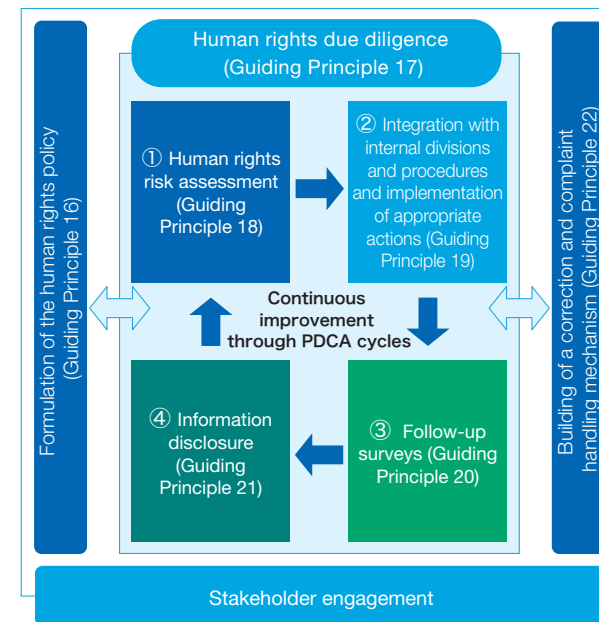 Human rights due diligence
(Guiding Principle 17)
Formulation of the human rights policy
(Guiding Principle 16)
① Human rights
risk assessment
(Guiding
Principle 18)
② Integration with
internal divisions
and procedures
and implementation
of appropriate
actions (Guiding
Principle 19)
Continuous
improvement
through PDCA cycles
④ Information
disclosure
(Guiding
Principle 21)
③ Follow-up
surveys (Guiding
Principle 20)
Building of a correction and complaint
handling mechanism (Guiding Principle 22)
Stakeholder engagement